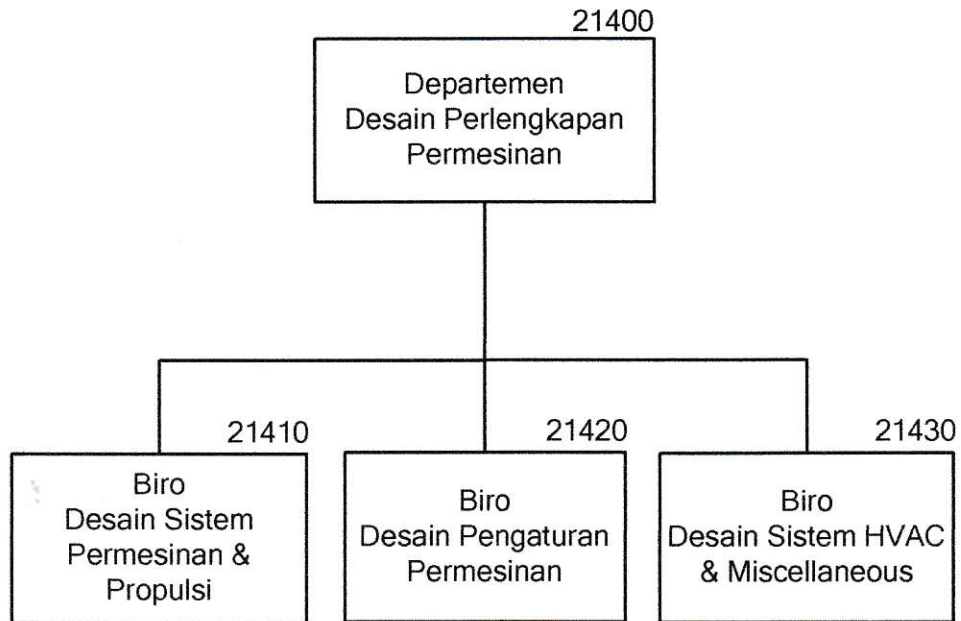 21400
Departemen
Desain Perlengkapan
Permesinan
21410
Biro
Desain Sistem
Permesinan &
Propulsi
21420
Biro
Desain Pengaturan
Permesinan
21430
Biro
Desain Sistem HVAC
& Miscellaneous